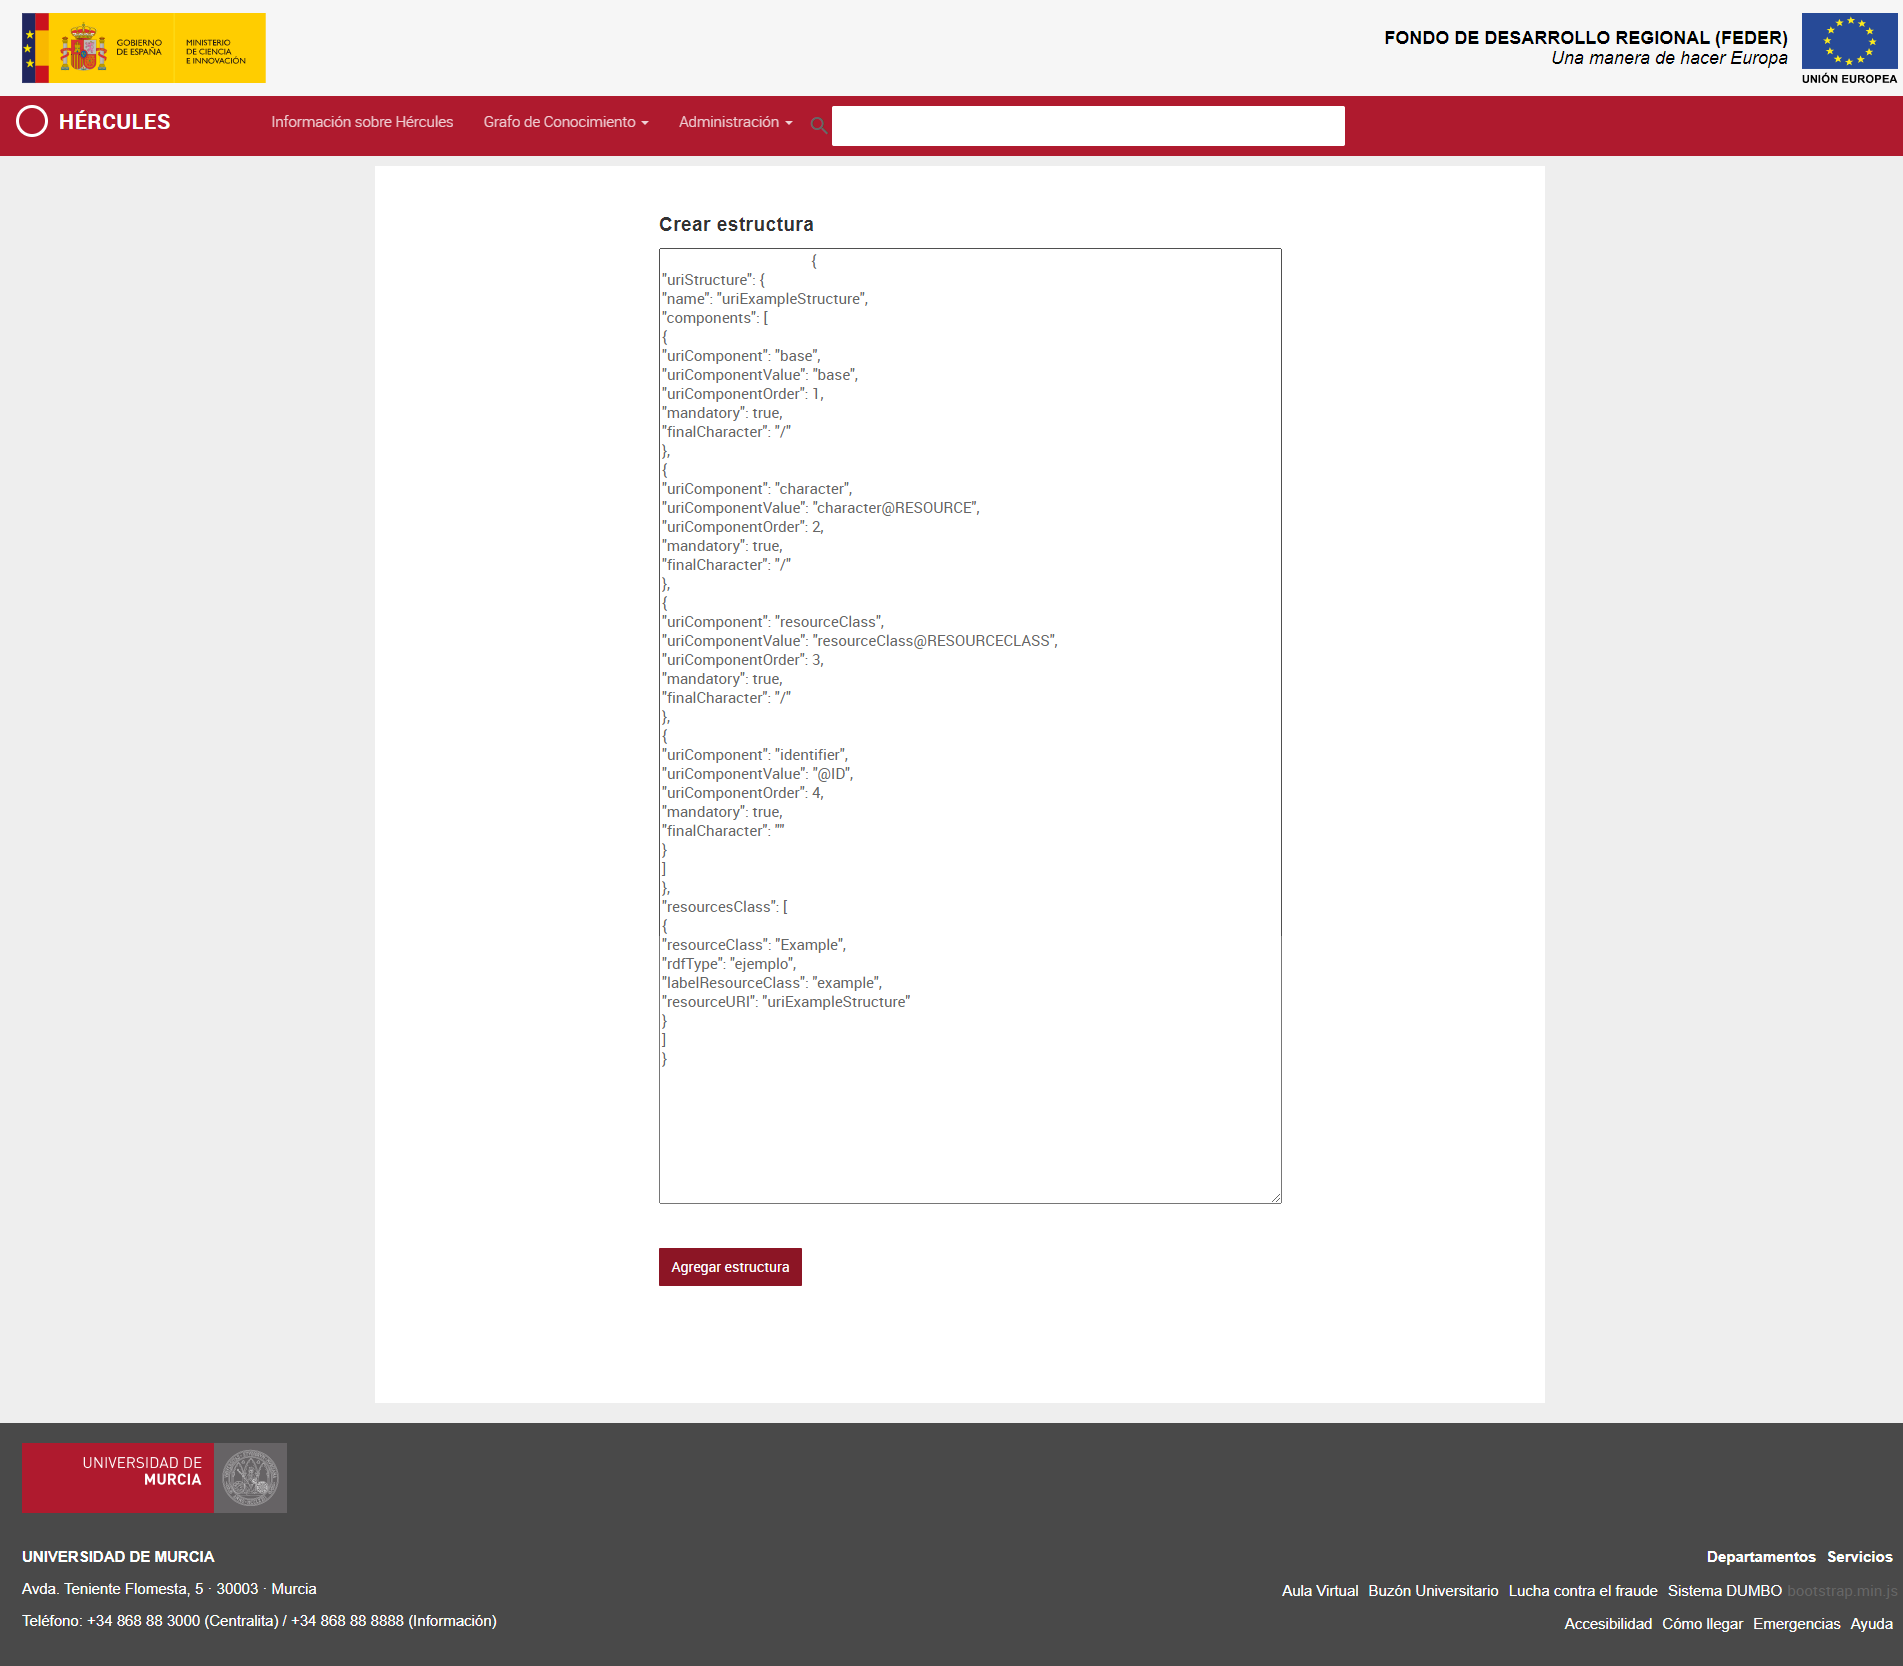 GOBIERNO
DE ESPAÑA
MINISTERIO
DE CIENCIA
E INNOVACIÓN
FONDO DE DESARROLLO REGIONAL (FEDER)
Una manera de hacer Europa
UNIÓN EUROPEA
HÉRCULES
Información sobre Hércules
Grafo de Conocimiento
Administración
Crear estructura
{
"uriStructure": {
"name": "uriExampleStructure",
"components": [
{
"uriComponent": "base",
"uriComponentValue": "base",
"uriComponentOrder": 1,
"mandatory": true,
"finalCharacter": "/"
},
{
"uriComponent": "character",
"uriComponentValue": "character@RESOURCE",
"uriComponentOrder": 2,
"mandatory": true,
"finalCharacter": "/"
},
{
"uriComponent": "resourceClass",
"uriComponentValue": "resourceClass@RESOURCECLASS",
"uriComponentOrder": 3,
"mandatory": true,
"finalCharacter": "/"
},
{
"uriComponent": "identifier",
"uriComponentValue": "@ID",
"uriComponentOrder": 4,
"mandatory": true,
"finalCharacter": ""
}
]
},
"resourcesClass": [
{
"resourceClass": "Example",
"rdfType": "ejemplo",
"labelResourceClass": "example",
"resourceURI": "uriExampleStructure"
}
]
}
Agregar estructura
UNIVERSIDAD DE
MURCIA
UNIVERSIDAD DE MURCIA
Avda. Teniente Flomesta, 5 · 30003 · Murcia
Teléfono: +34 868 88 3000 (Centralita) / +34 868 88 8888 (Información)
Departamentos Servicios
Aula Virtual Buzón Universitario Lucha contra el fraude Sistema DUMBO bootstrap.min.js
Accesibilidad Cómo llegar Emergencias Ayuda